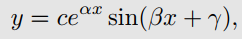 y = ce^{αx} sin(βx + γ),